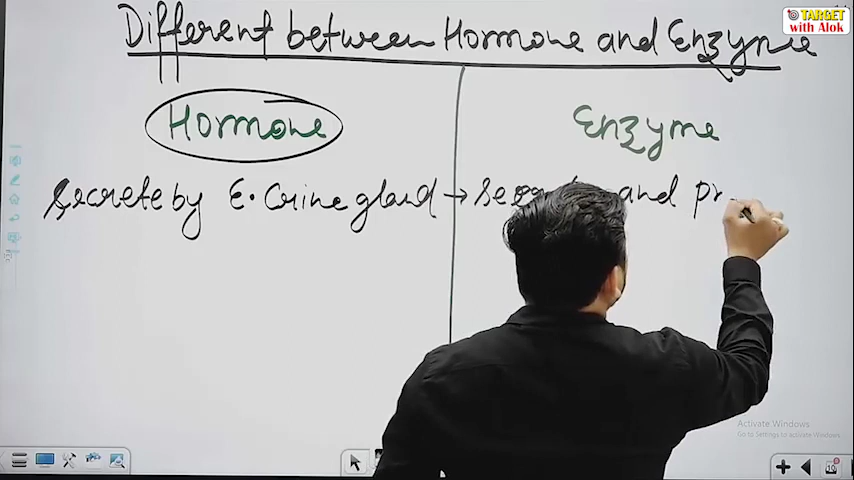 TARGET
with Alok
Different between Hormone and Enzyme
Hormone
Enzyme
Secrete by E. Crine gland →
and pr
Activate Windows
Go to Settings to activate Windows.
10